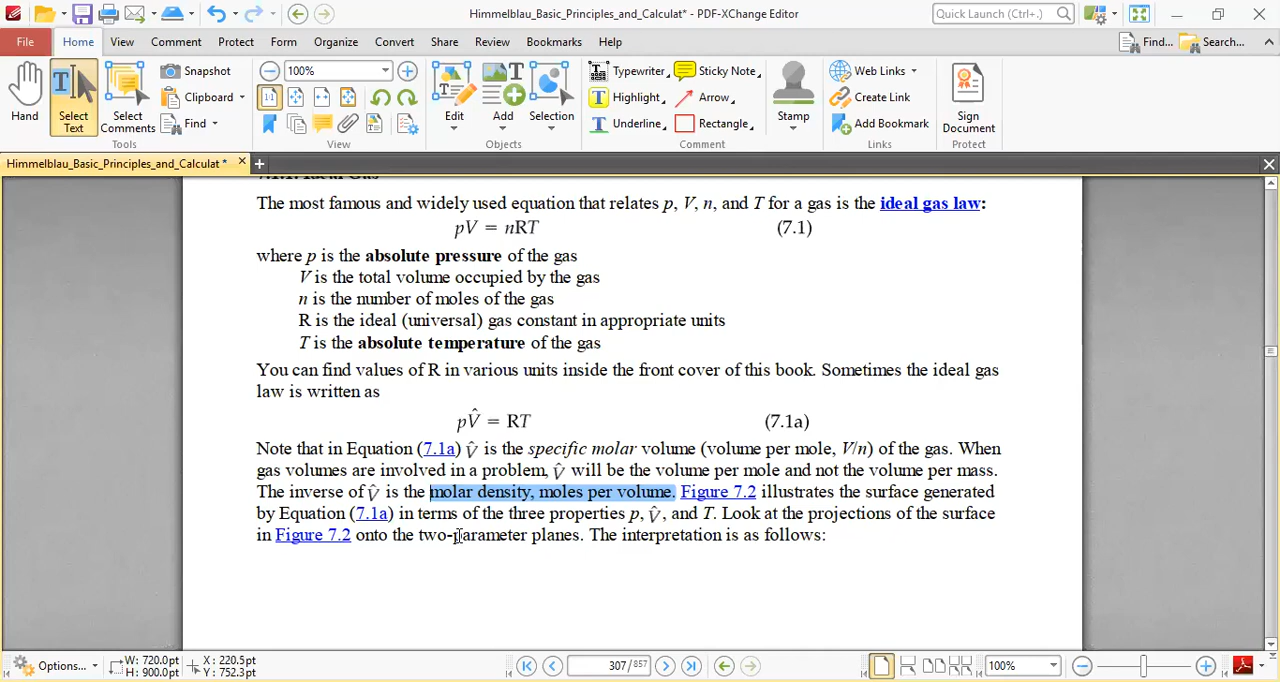 Himmelblau_Basic_Principles_and_Calculat* - PDF-XChange Editor
Quick Launch (Ctrl+.)
File Home View Comment Protect Form Organize Convert Share Review Bookmarks Help
Find... Search...
Hand
Select Text
Select Comments
Snapshot
Clipboard
Find
Tools
100%
View
Edit
Add
Selection
Objects
Typewriter
Highlight
Underline
Sticky Note
Arrow
Rectangle
Stamp
Comment
Web Links
Create Link
Add Bookmark
Links
Sign Document
Protect
Himmelblau_Basic_Principles_and_Calculat *
7.1.1. Ideal Gas
The most famous and widely used equation that relates p, V, n, and T for a gas is the ideal gas law:
pV = nRT (7.1)
where p is the absolute pressure of the gas
V is the total volume occupied by the gas
n is the number of moles of the gas
R is the ideal (universal) gas constant in appropriate units
T is the absolute temperature of the gas
You can find values of R in various units inside the front cover of this book. Sometimes the ideal gas
law is written as
pV̂ = RT (7.1a)
Note that in Equation (7.1a) V̂ is the specific molar volume (volume per mole, V/n) of the gas. When
gas volumes are involved in a problem, V̂ will be the volume per mole and not the volume per mass.
The inverse of V̂ is the molar density, moles per volume. Figure 7.2 illustrates the surface generated
by Equation (7.1a) in terms of the three properties p, V̂, and T. Look at the projections of the surface
in Figure 7.2 onto the two-parameter planes. The interpretation is as follows:
Options...
W: 720.0pt
H: 900.0pt
X : 220.5pt
Y : 752.3pt
307 / 857
100%